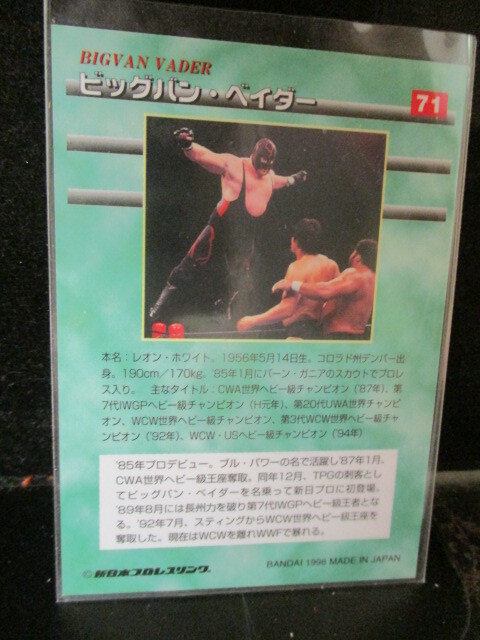 BIGVAN VADER
ビッグバン・ベイダー
71
本名：レオン・ホワイト、1956年5月14日生。コロラド州デンバー出
身。190cm／170kg。'85年1月にバーン・ガニアのスカウトでプロレ
ス入り。 主なタイトル：CWA世界ヘビー級チャンピオン（'87年）、第
7代IWGPヘビー級チャンピオン（H元年）、第20代UWA世界チャンピ
オン、WCW世界ヘビー級チャンピオン、第3代WCW世界ヘビー級チャ
ンピオン（'92年）、WCW・USヘビー級チャンピオン（'94年）
'85年プロデビュー。ブル・パワーの名で活躍し'87年1月、
CWA世界ヘビー級王座奪取。同年12月、TPGの刺客とし
てビッグバン・ベイダーを名乗って新日プロに初登場。
'89年8月には長州力を破り第7代IWGPヘビー級王者とな
る。'92年7月、スティングからWCW世界ヘビー級王座を
奪取した。現在はWCWを離れWWFで暴れる。
©新日本プロレスリング
BANDAI 1998 MADE IN JAPAN